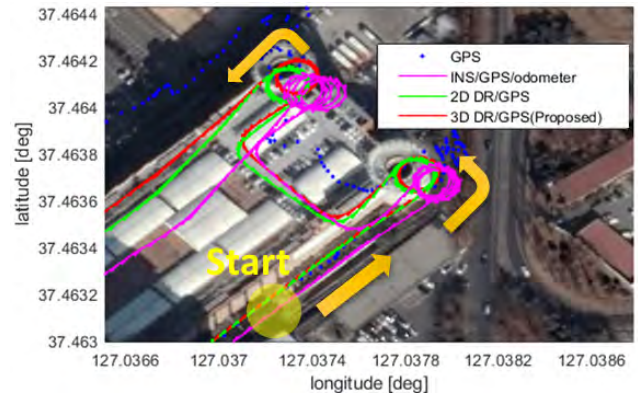 37.4644
37.4642
37.464
37.4638
37.4636
37.4634
37.4632
37.463
latitude [deg]
GPS
INS/GPS/odometer
2D DR/GPS
3D DR/GPS(Proposed)
Start
127.0366
127.037
127.0374
127.0378
127.0382
127.0386
longitude [deg]